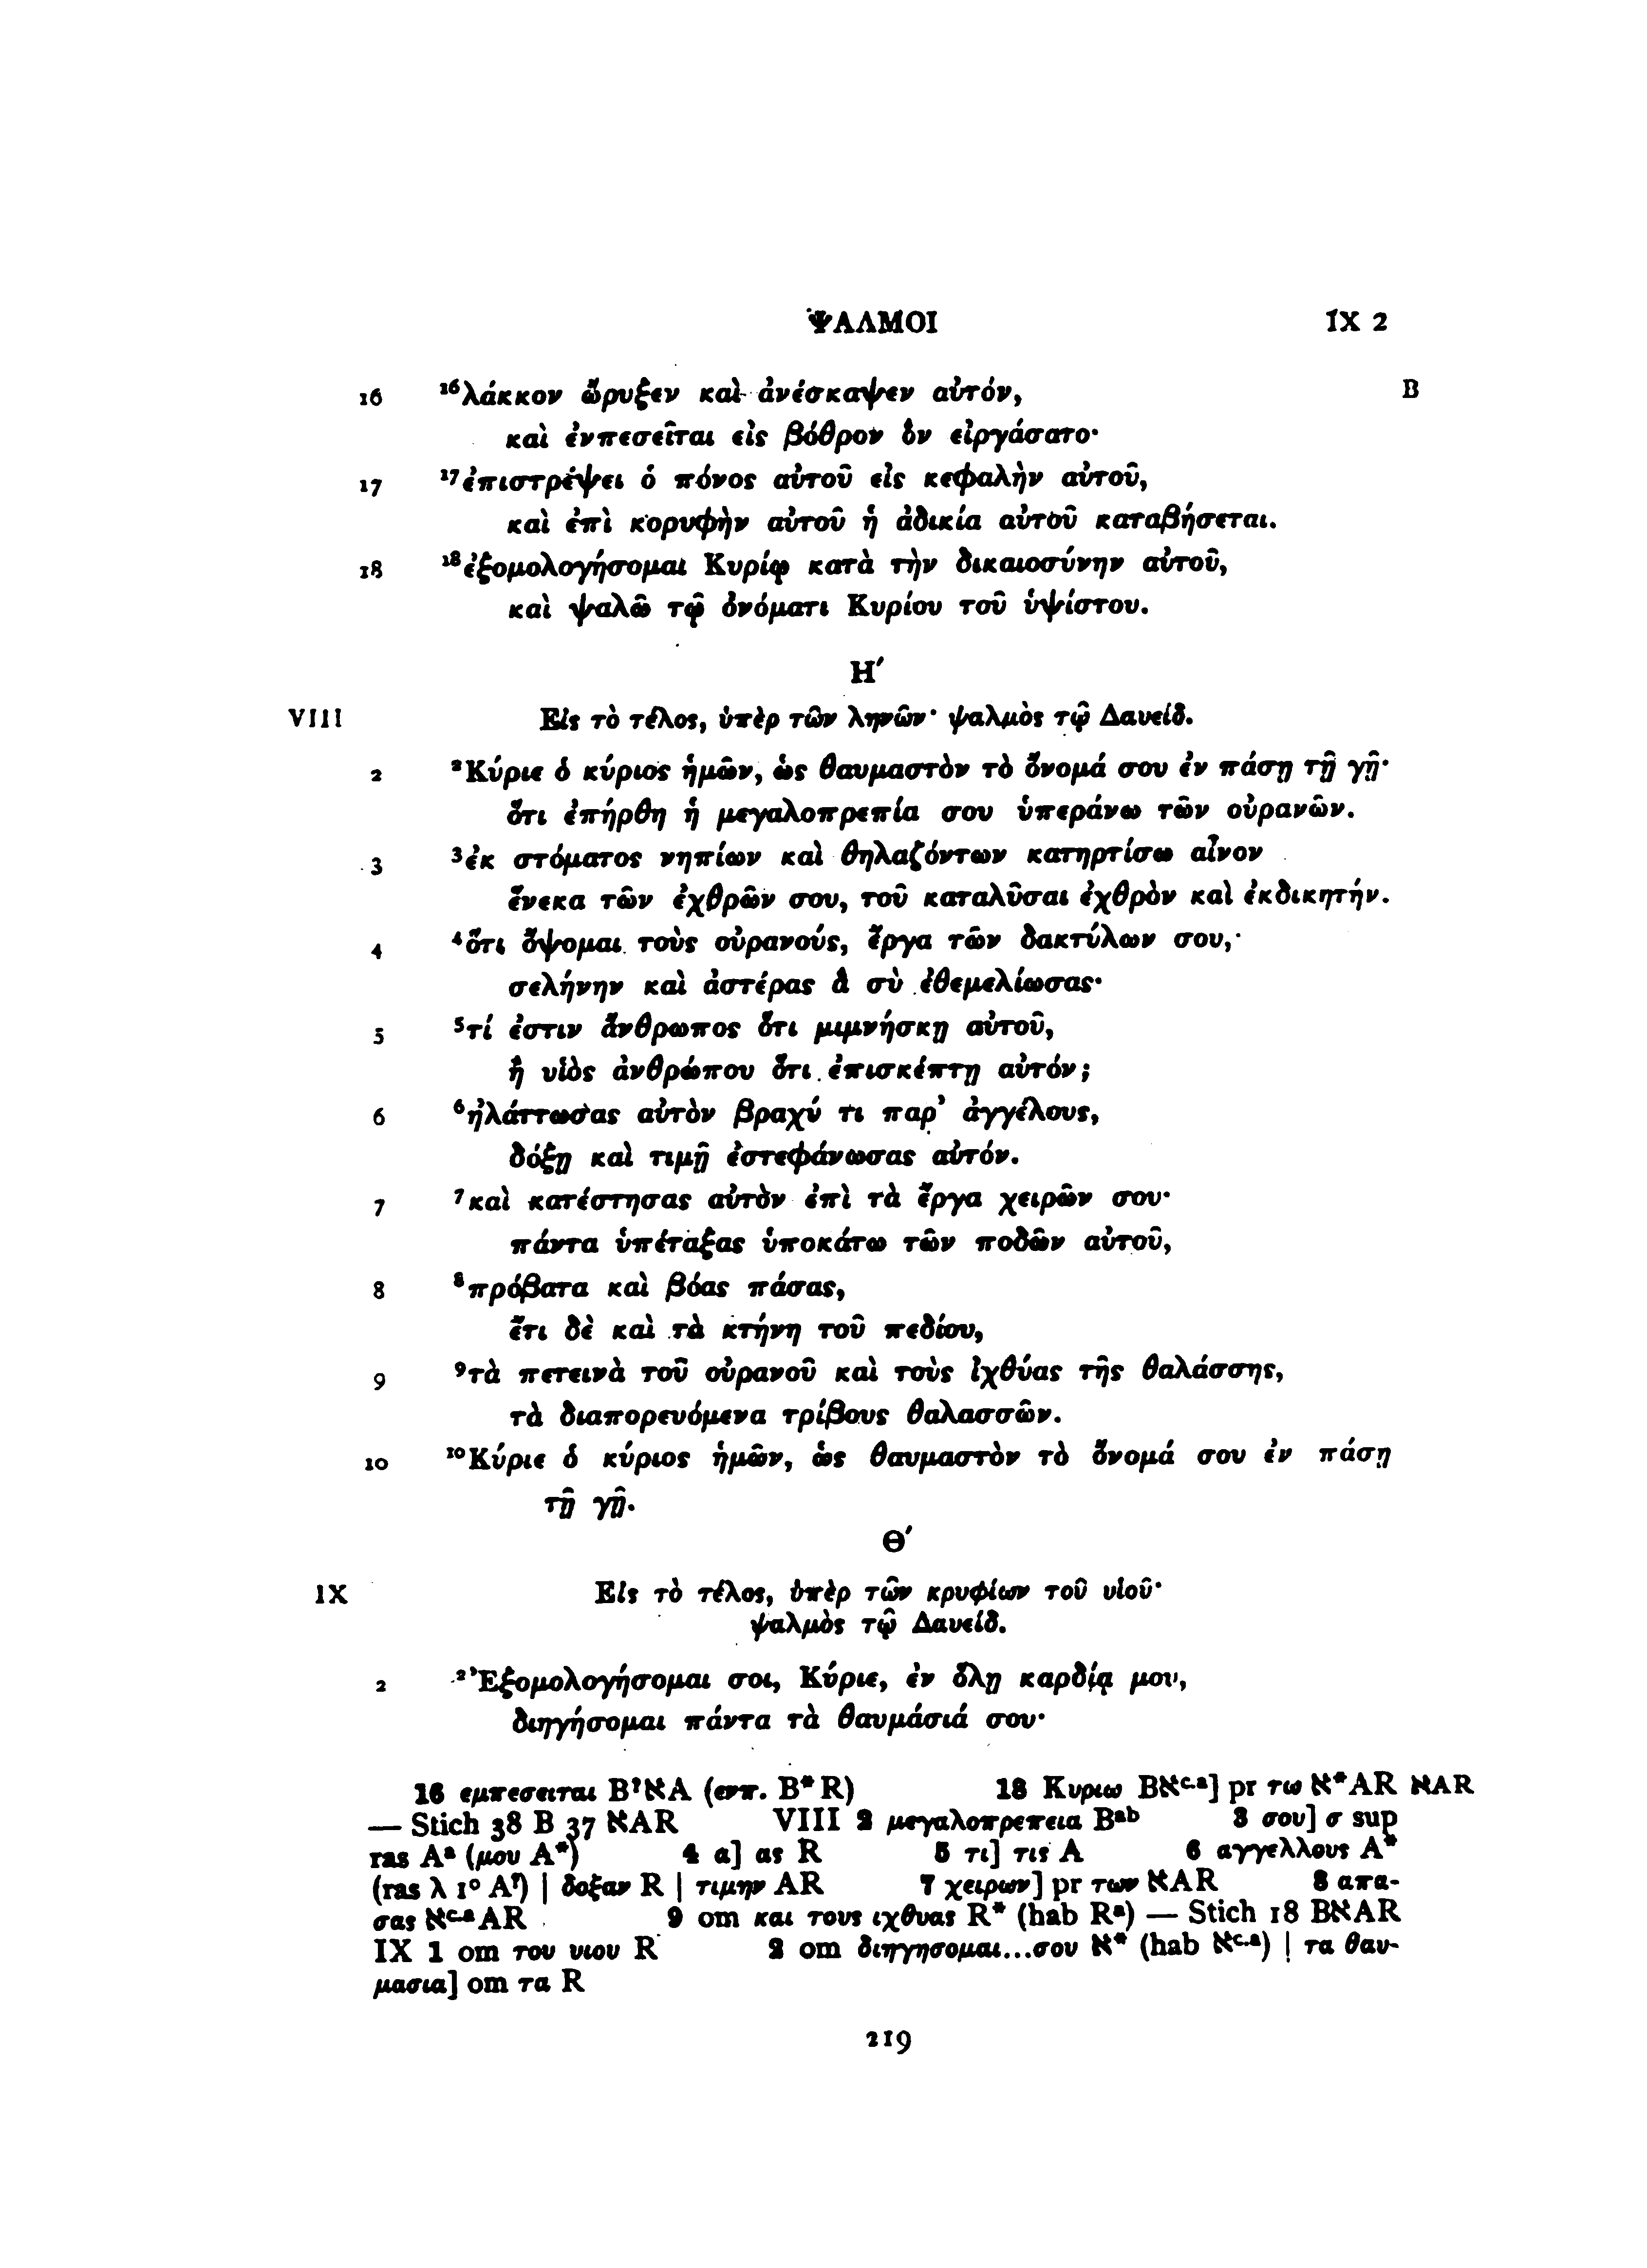 ΨΑΛΜΟΙ IX 2
16 ¹⁶λάκκον ὤρυξεν καὶ ἀνέσκαψεν αὐτόν, B
καὶ ἐνπεσεῖται εἰς βόθρον ὃν εἰργάσατο·
17 ¹⁷ἐπιστρέψει ὁ πόνος αὐτοῦ εἰς κεφαλὴν αὐτοῦ,
καὶ ἐπὶ κορυφὴν αὐτοῦ ἡ ἀδικία αὐτοῦ καταβήσεται.
18 ¹⁸ἐξομολογήσομαι Κυρίῳ κατὰ τὴν δικαιοσύνην αὐτοῦ,
καὶ ψαλῶ τῷ ὀνόματι Κυρίου τοῦ ὑψίστου.
Η´
VIII Εἰς τὸ τέλος, ὑπὲρ τῶν ληνῶν· ψαλμὸς τῷ Δαυείδ.
2 ²Κύριε ὁ κύριος ἡμῶν, ὡς θαυμαστὸν τὸ ὄνομά σου ἐν πάσῃ τῇ γῇ·
ὅτι ἐπήρθη ἡ μεγαλοπρεπία σου ὑπεράνω τῶν οὐρανῶν.
3 ³ἐκ στόματος νηπίων καὶ θηλαζόντων κατηρτίσω αἶνον
ἕνεκα τῶν ἐχθρῶν σου, τοῦ καταλῦσαι ἐχθρὸν καὶ ἐκδικητήν.
4 ⁴ὅτι ὄψομαι τοὺς οὐρανούς, ἔργα τῶν δακτύλων σου,
σελήνην καὶ ἀστέρας ἃ σὺ ἐθεμελίωσας·
5 ⁵τί ἐστιν ἄνθρωπος ὅτι μιμνήσκῃ αὐτοῦ,
ἢ υἱὸς ἀνθρώπου ὅτι ἐπισκέπτῃ αὐτόν;
6 ⁶ἠλάττωσας αὐτὸν βραχύ τι παρ’ ἀγγέλους,
δόξῃ καὶ τιμῇ ἐστεφάνωσας αὐτόν.
7 ⁷καὶ κατέστησας αὐτὸν ἐπὶ τὰ ἔργα χειρῶν σου·
πάντα ὑπέταξας ὑποκάτω τῶν ποδῶν αὐτοῦ,
8 ⁸πρόβατα καὶ βόας πάσας,
ἔτι δὲ καὶ τὰ κτήνη τοῦ πεδίου,
9 ⁹τὰ πετεινὰ τοῦ οὐρανοῦ καὶ τοὺς ἰχθύας τῆς θαλάσσης,
τὰ διαπορευόμενα τρίβους θαλασσῶν.
10 ¹⁰Κύριε ὁ κύριος ἡμῶν, ὡς θαυμαστὸν τὸ ὄνομά σου ἐν πάσῃ
τῇ γῇ.
Θ´
IX Εἰς τὸ τέλος, ὑπὲρ τῶν κρυφίων τοῦ υἱοῦ·
ψαλμὸς τῷ Δαυείδ.
2 ²Ἐξομολογήσομαι σοι, Κύριε, ἐν ὅλῃ καρδίᾳ μου,
διηγήσομαι πάντα τὰ θαυμάσιά σου·
16 εμπεσειται B?אA (ενπ. B*R) 18 Κυριω Bא^c.a] pr τω א*AR אAR
— Stich 38 B 37 אAR VIII 2 μεγαλοπρεπεια B^ab 3 σου] σ sup
ras A^a (μου A*) 4 α] ας R 5 τι] τις A 6 αγγελλους A*
(ras λ 1° A?) | δοξαν R | τιμην AR 7 χειρων] pr των אAR 8 απα-
σας א^c.a AR 9 om και τους ιχθυας R* (hab R^a) — Stich 18 BאAR
IX 1 om του υιου R 2 om διηγησομαι...σου א* (hab א^c.a) | τα θαυ-
μασια] om τα R
219